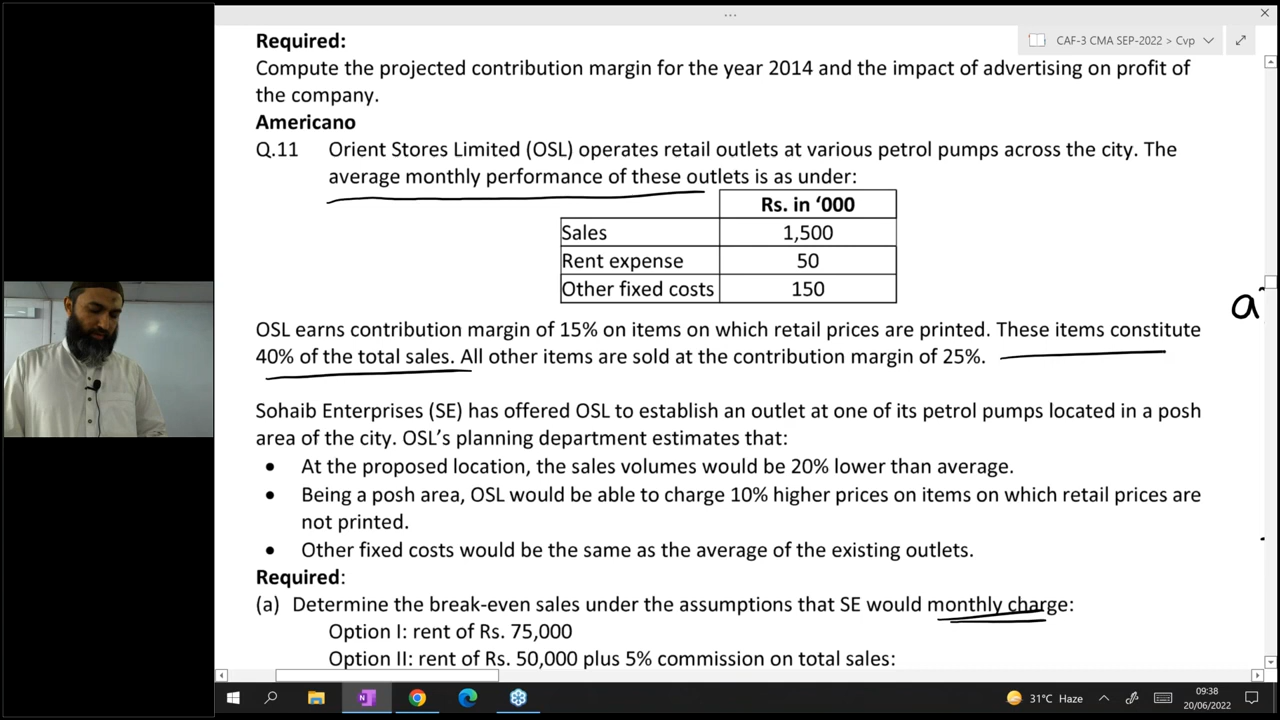 CAF-3 CMA SEP-2022 > Cvp
Required:
Compute the projected contribution margin for the year 2014 and the impact of advertising on profit of
the company.
Americano
Q.11 Orient Stores Limited (OSL) operates retail outlets at various petrol pumps across the city. The
average monthly performance of these outlets is as under:
Rs. in ‘000
Sales 1,500
Rent expense 50
Other fixed costs 150
a
OSL earns contribution margin of 15% on items on which retail prices are printed. These items constitute
40% of the total sales. All other items are sold at the contribution margin of 25%.
Sohaib Enterprises (SE) has offered OSL to establish an outlet at one of its petrol pumps located in a posh
area of the city. OSL’s planning department estimates that:
• At the proposed location, the sales volumes would be 20% lower than average.
• Being a posh area, OSL would be able to charge 10% higher prices on items on which retail prices are
not printed.
• Other fixed costs would be the same as the average of the existing outlets.
Required:
(a) Determine the break-even sales under the assumptions that SE would monthly charge:
Option I: rent of Rs. 75,000
Option II: rent of Rs. 50,000 plus 5% commission on total sales:
31°C Haze
09:38
20/06/2022